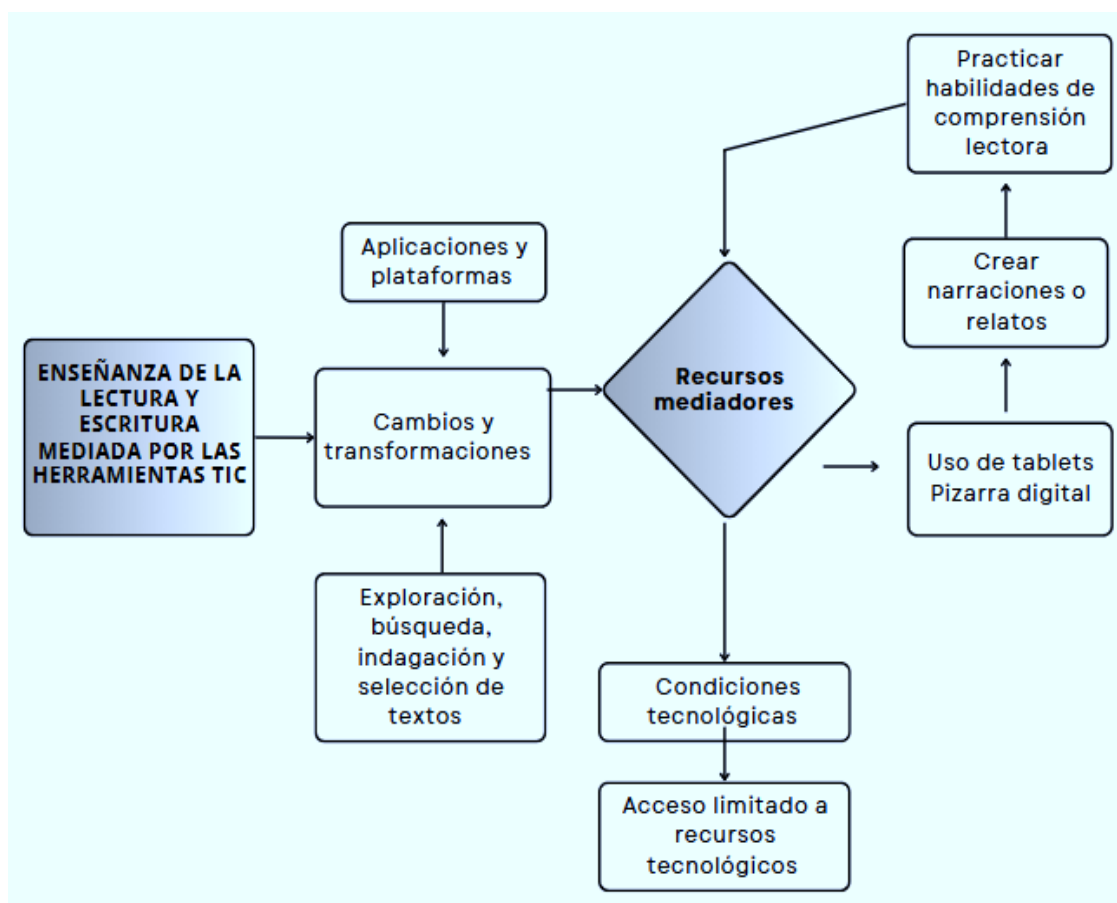 Practicar
habilidades de
comprensión
lectora
Aplicaciones y
plataformas
Crear
narraciones o
relatos
ENSEÑANZA DE LA
LECTURA Y
ESCRITURA
MEDIADA POR LAS
HERRAMIENTAS TIC
Cambios y
transformaciones
Recursos
mediadores
Uso de tablets
Pizarra digital
Exploración,
búsqueda,
indagación y
selección de
textos
Condiciones
tecnológicas
Acceso limitado a
recursos
tecnológicos